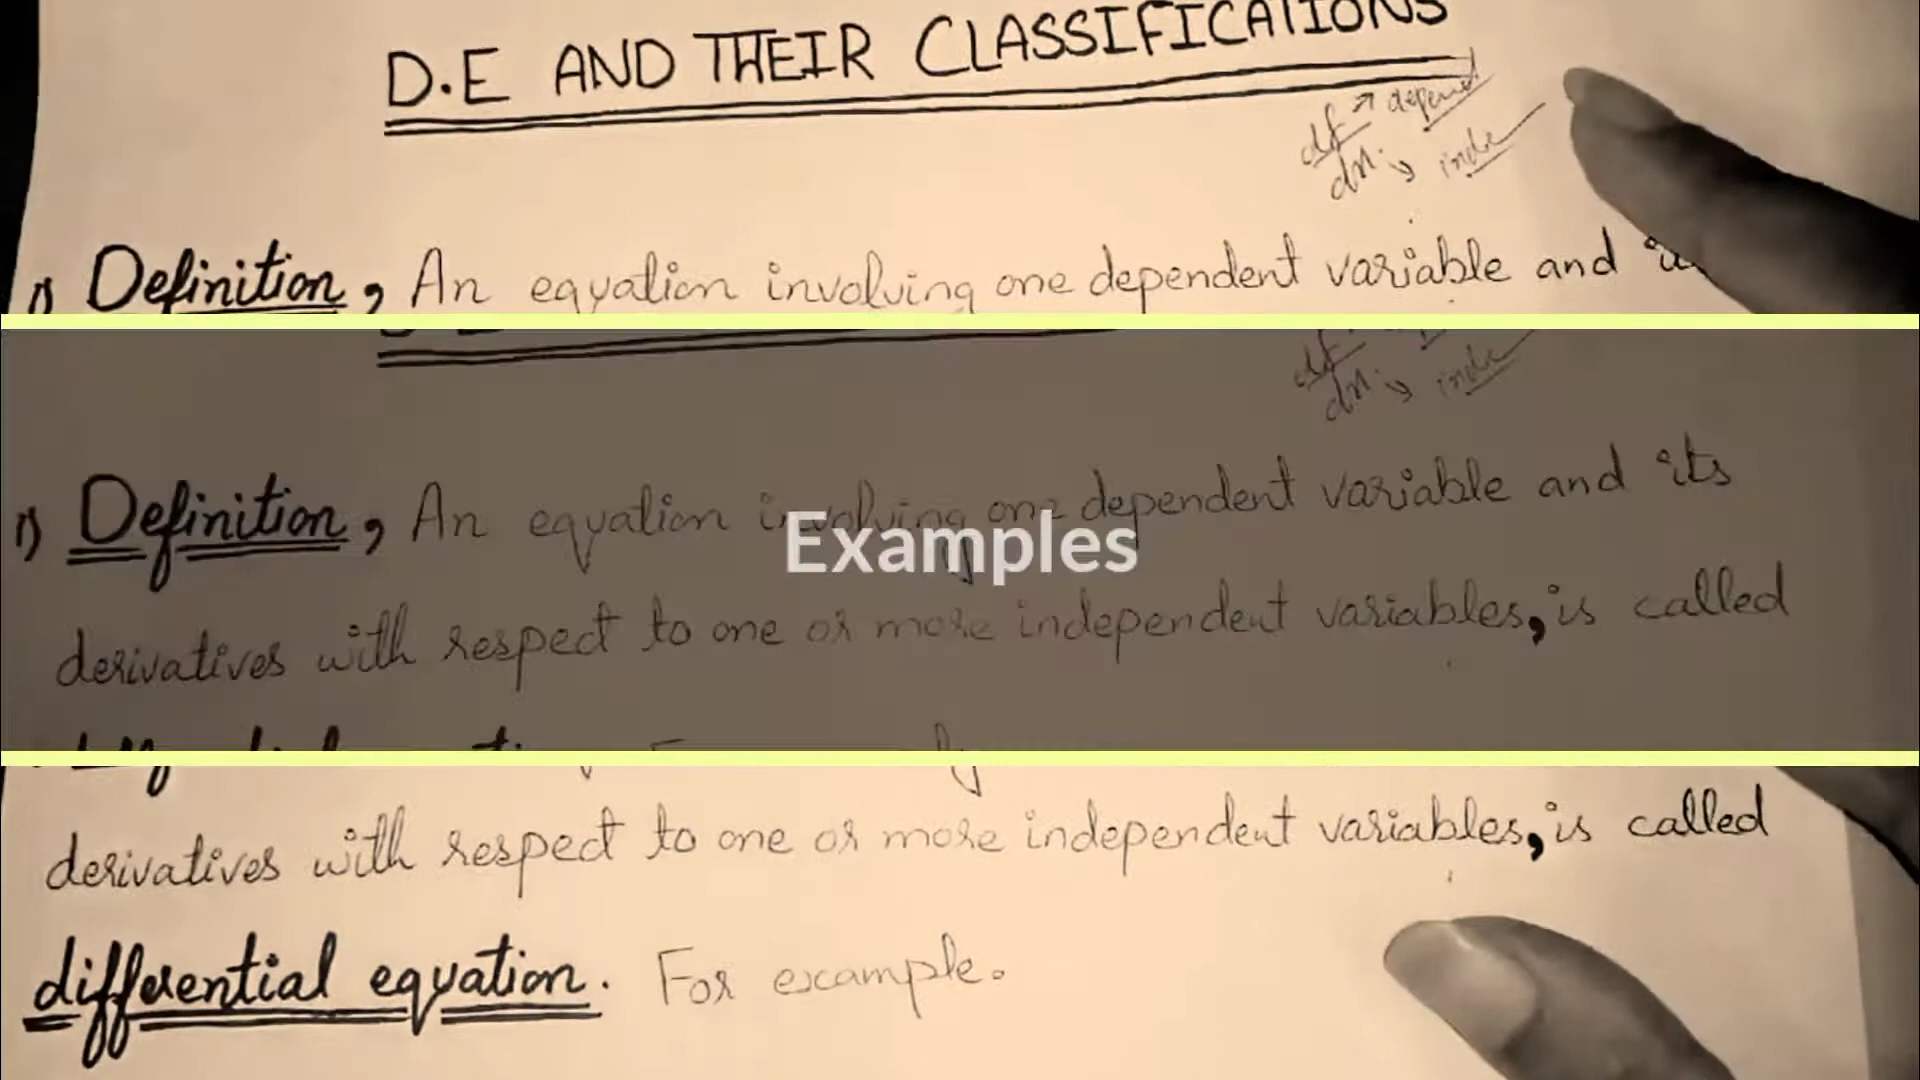 D.E AND THEIR CLASSIFICATIONS
df → depend
dx. → inde
1) Definition, An equation involving one dependent variable and
df
dx. → inde
1) Definition, An equation involving one dependent variable and its
Examples
derivatives with respect to one or more independent variables, is called
derivatives with respect to one or more independent variables, is called
differential equation. For example.